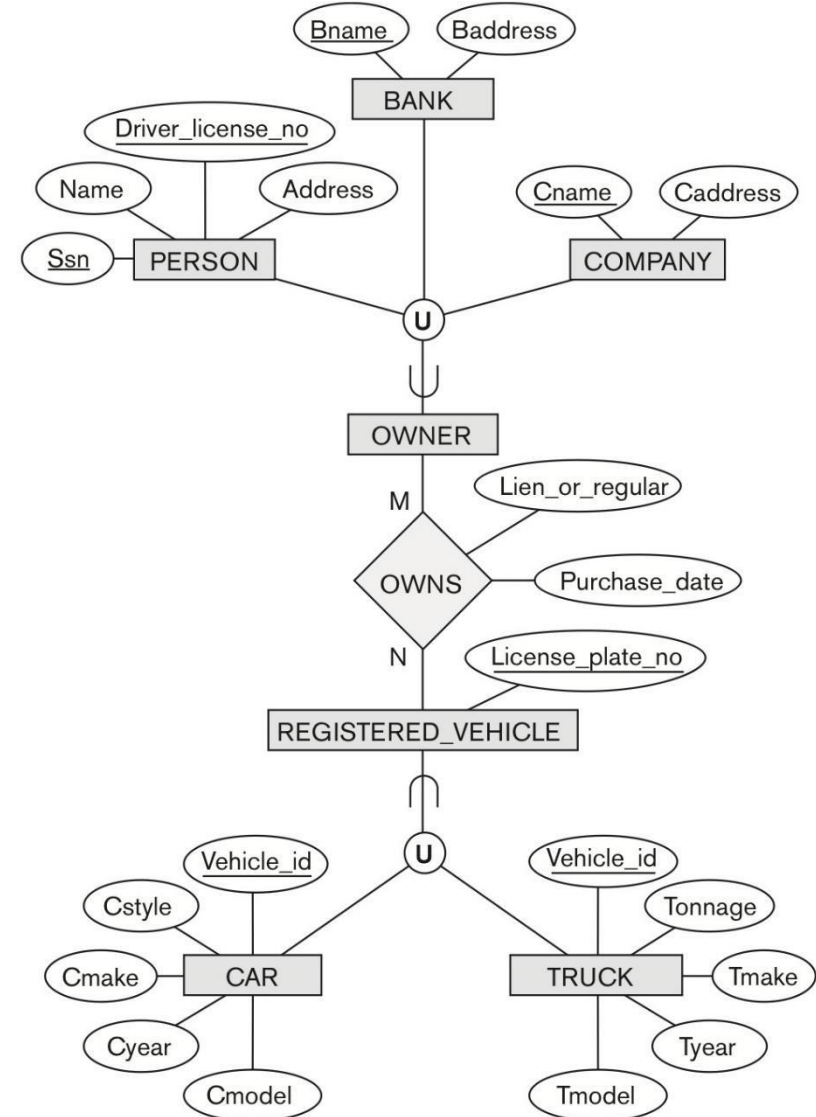 Bname Baddress
BANK
Driver_license_no
Name Address
Cname Caddress
Ssn PERSON COMPANY
U
OWNER
M
Lien_or_regular
OWNS Purchase_date
N License_plate_no
REGISTERED_VEHICLE
U
Vehicle_id Vehicle_id
Cstyle Tonnage
Cmake CAR TRUCK Tmake
Cyear Tyear
Cmodel Tmodel